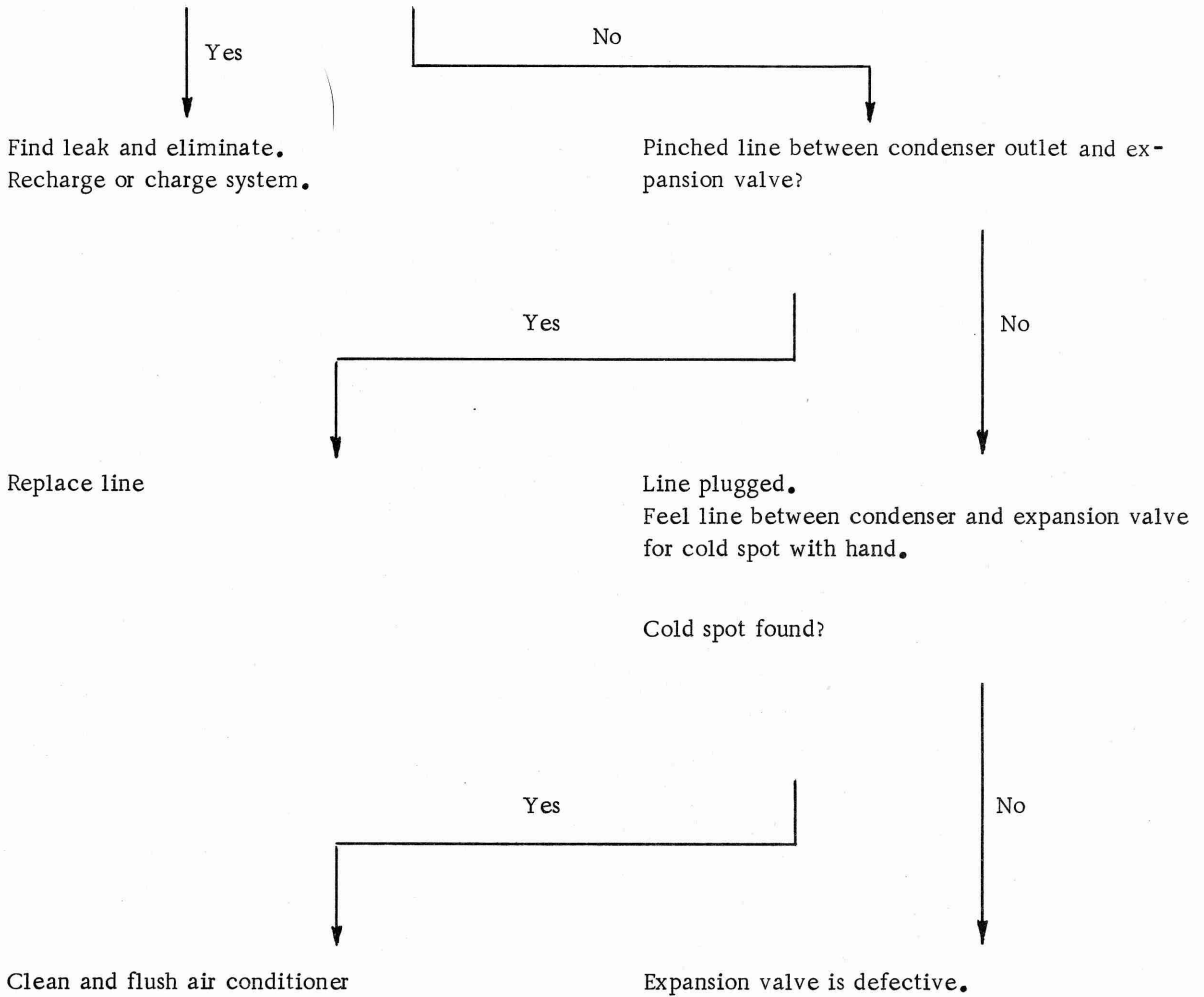 Yes
No
Find leak and eliminate.
Recharge or charge system.
Pinched line between condenser outlet and ex-
pansion valve?
Yes
No
Replace line
Line plugged.
Feel line between condenser and expansion valve
for cold spot with hand.
Cold spot found?
Yes
No
Clean and flush air conditioner
Expansion valve is defective.